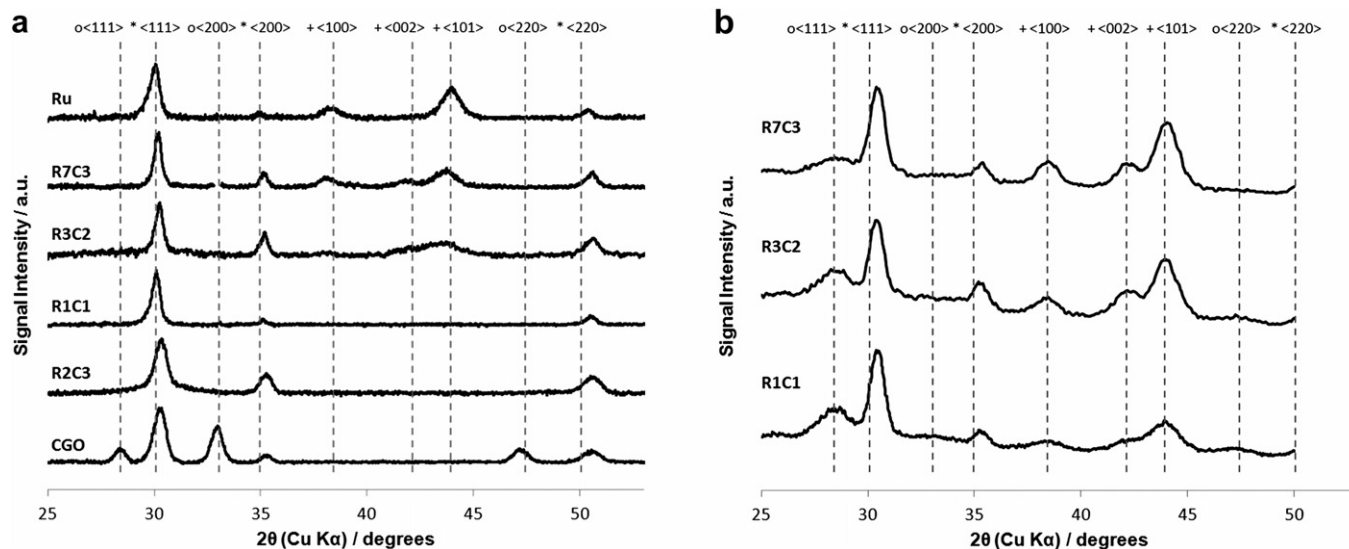 a
o<111> *<111> o<200> *<200> +<100> +<002> +<101> o<220> *<220>
Ru
R7C3
R3C2
R1C1
R2C3
CGO
Signal Intensity / a.u.
25 30 35 40 45 50
2θ (Cu Kα) / degrees
b
o<111> *<111> o<200> *<200> +<100> +<002> +<101> o<220> *<220>
R7C3
R3C2
R1C1
Signal Intensity / a.u.
25 30 35 40 45 50
2θ (Cu Kα) / degrees